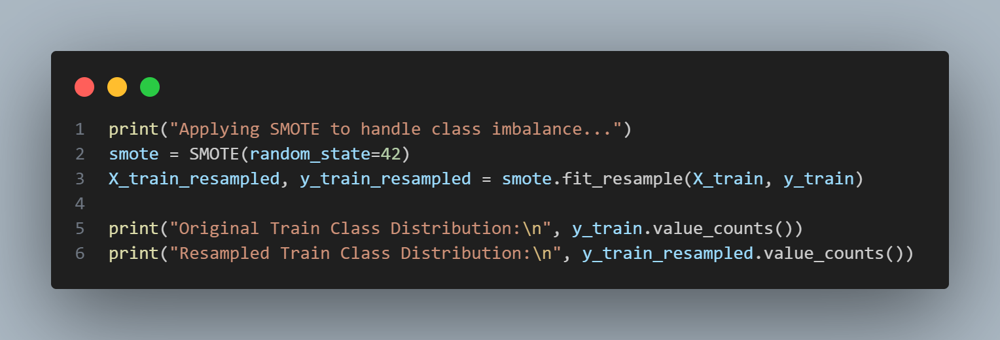 1 print("Applying SMOTE to handle class imbalance...")
2 smote = SMOTE(random_state=42)
3 X_train_resampled, y_train_resampled = smote.fit_resample(X_train, y_train)
4
5 print("Original Train Class Distribution:\n", y_train.value_counts())
6 print("Resampled Train Class Distribution:\n", y_train_resampled.value_counts())